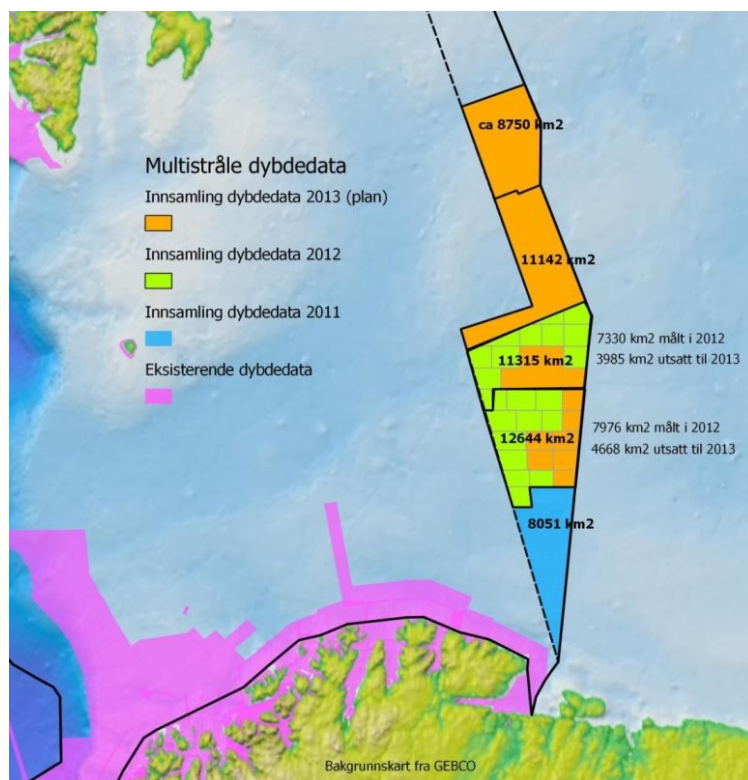 ca 8750 km2
Multistråle dybdedata
Innsamling dybdedata 2013 (plan)
Innsamling dybdedata 2012
Innsamling dybdedata 2011
Eksisterende dybdedata
11142 km2
11315 km2
7330 km2 målt i 2012
3985 km2 utsatt til 2013
12644 km2
7976 km2 målt i 2012
4668 km2 utsatt til 2013
8051 km2
Bakgrunnskart fra GEBCO